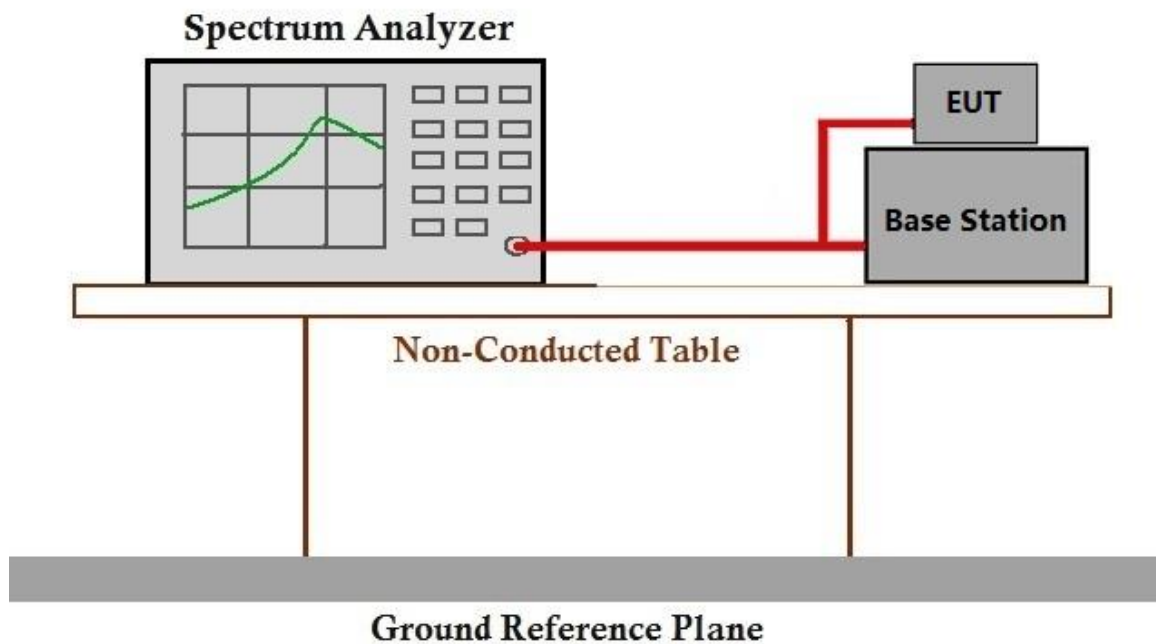 Spectrum Analyzer
EUT
Base Station
Non-Conducted Table
Ground Reference Plane